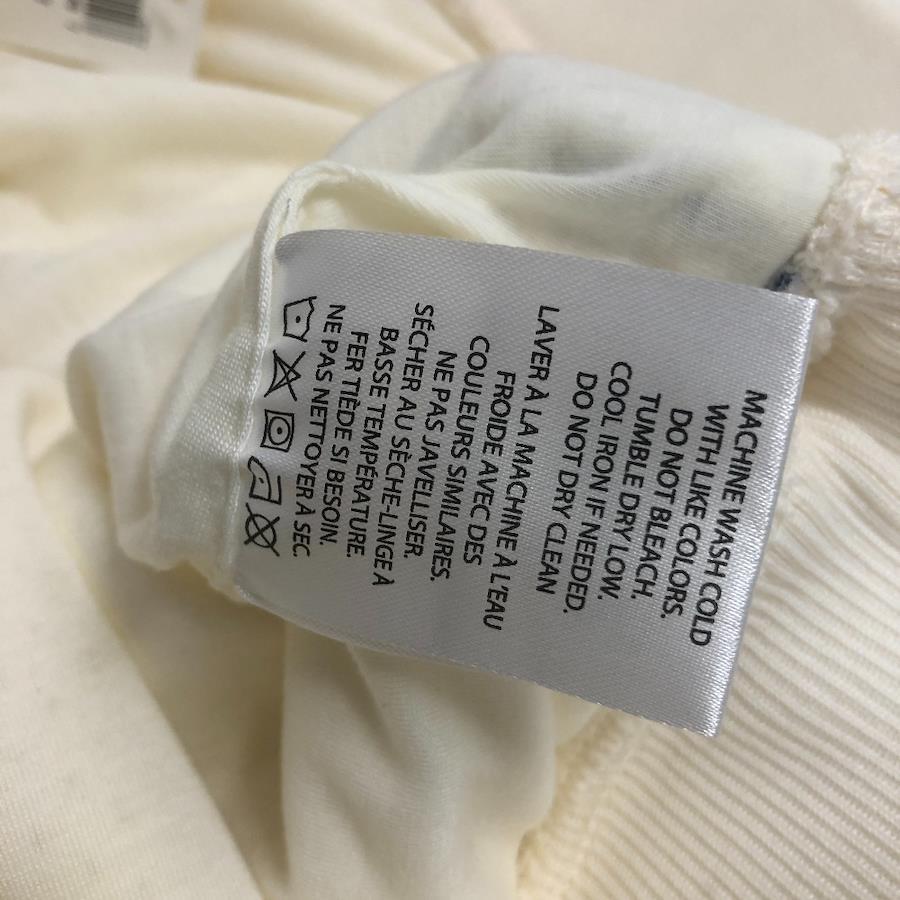 MACHINE WASH COLD
WTH LIKE COLORS.
DO NOT BLEACH.
TUMBLE DRY LOW.
COOL IRON IF NEEDED.
DO NOT DRY CLEAN
LAVER À LA MACHINE À L'EAU
FROIDE AVEC DES
COULEURS SIMILAIRES.
NE PAS JAVELLISER.
SÉCHER AU SÈCHE-LINGE À
BASSE TEMPÉRATURE.
FER TIÈDE SI BESOIN.
NE PAS NETTOYER À SEC.